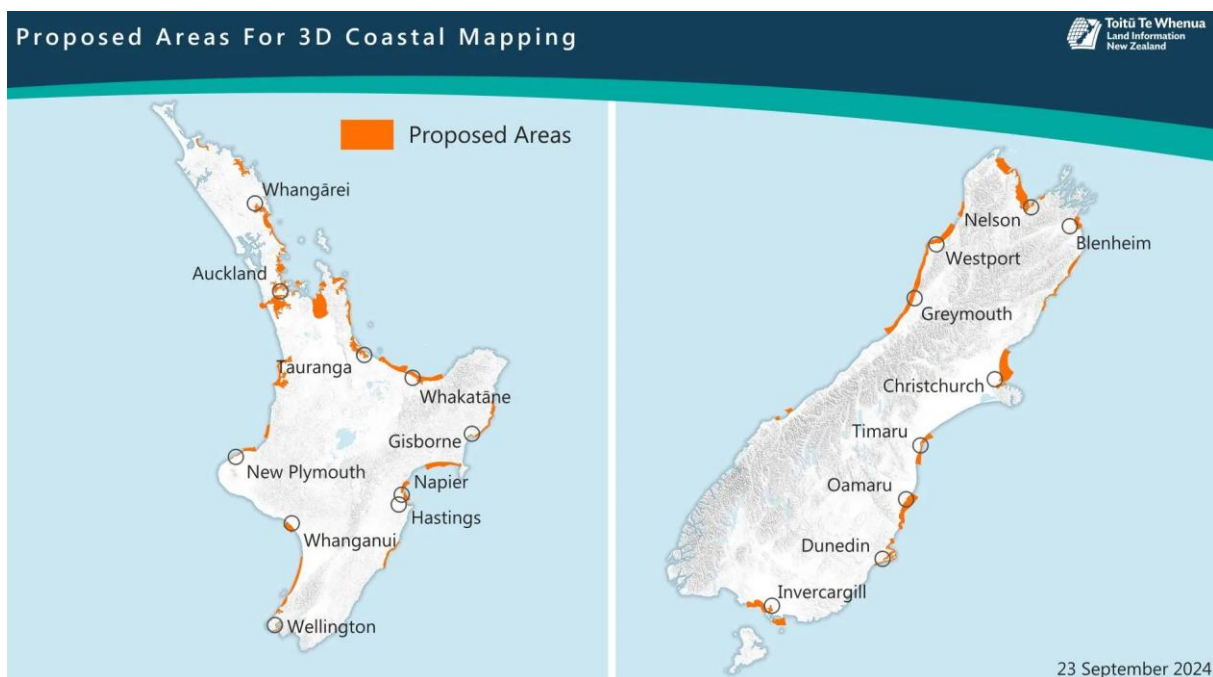 Proposed Areas For 3D Coastal Mapping
Toitū Te Whenua
Land Information
New Zealand
Proposed Areas
Whangārei
Auckland
Tauranga
Whakatāne
Gisborne
New Plymouth
Napier
Hastings
Whanganui
Wellington
Nelson
Blenheim
Westport
Greymouth
Christchurch
Timaru
Oamaru
Dunedin
Invercargill
23 September 2024